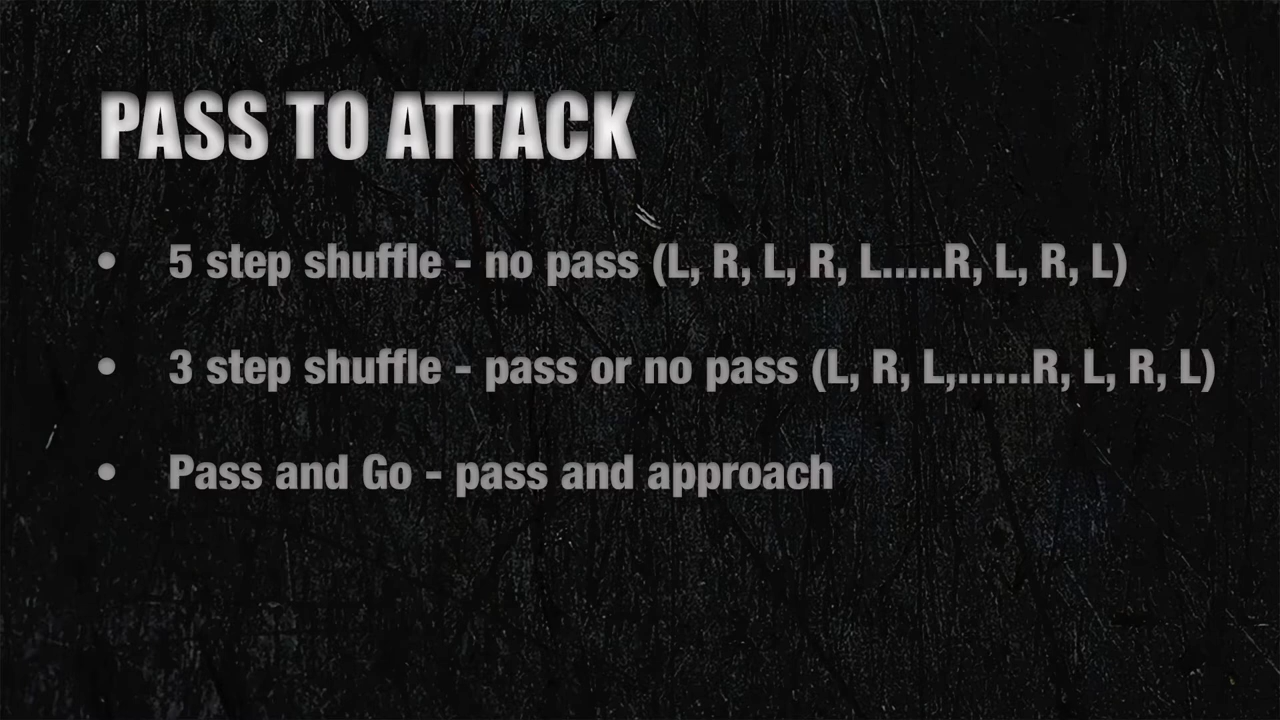 PASS TO ATTACK
• 5 step shuffle - no pass (L, R, L, R, L.....R, L, R, L)
• 3 step shuffle - pass or no pass (L, R, L,......R, L, R, L)
• Pass and Go - pass and approach